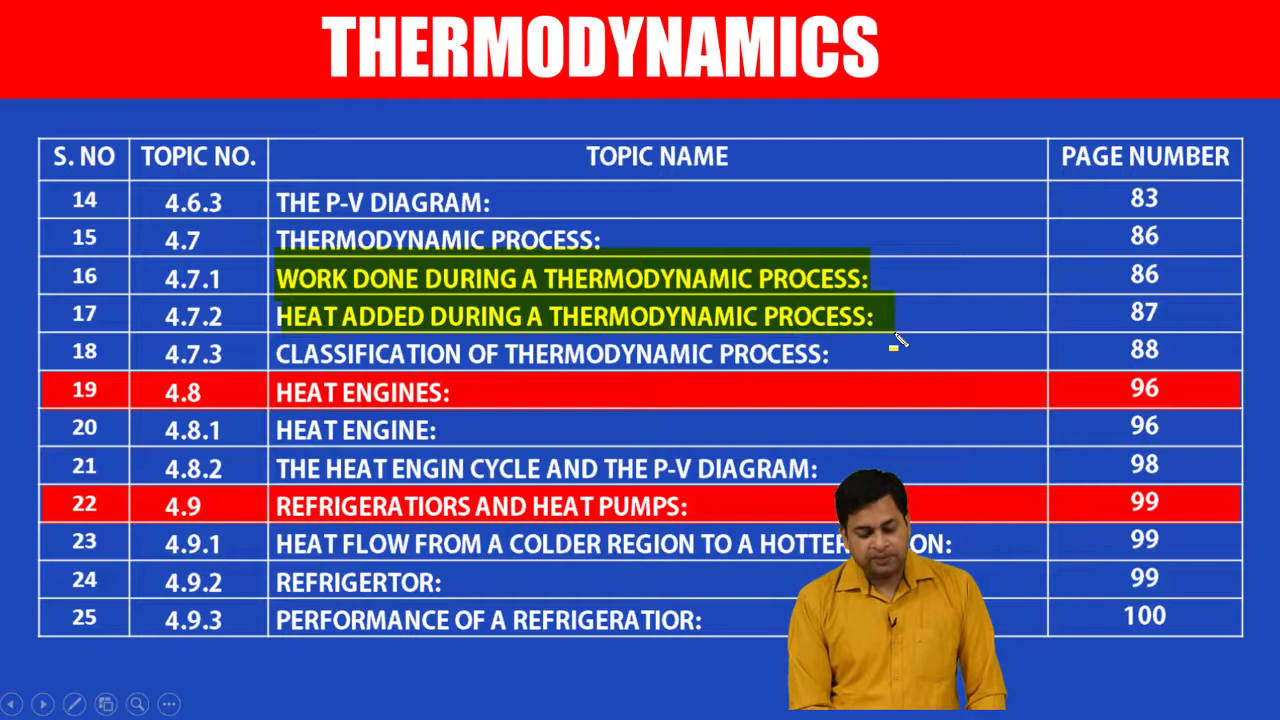 THERMODYNAMICS
S. NO TOPIC NO. TOPIC NAME PAGE NUMBER
14 4.6.3 THE P-V DIAGRAM: 83
15 4.7 THERMODYNAMIC PROCESS: 86
16 4.7.1 WORK DONE DURING A THERMODYNAMIC PROCESS: 86
17 4.7.2 HEAT ADDED DURING A THERMODYNAMIC PROCESS: 87
18 4.7.3 CLASSIFICATION OF THERMODYNAMIC PROCESS: 88
19 4.8 HEAT ENGINES: 96
20 4.8.1 HEAT ENGINE: 96
21 4.8.2 THE HEAT ENGIN CYCLE AND THE P-V DIAGRAM: 98
22 4.9 REFRIGERATIORS AND HEAT PUMPS: 99
23 4.9.1 HEAT FLOW FROM A COLDER REGION TO A 99
24 4.9.2 REFRIGERTOR: 99
25 4.9.3 PERFORMANCE OF A REFRIGERATIOR: 100